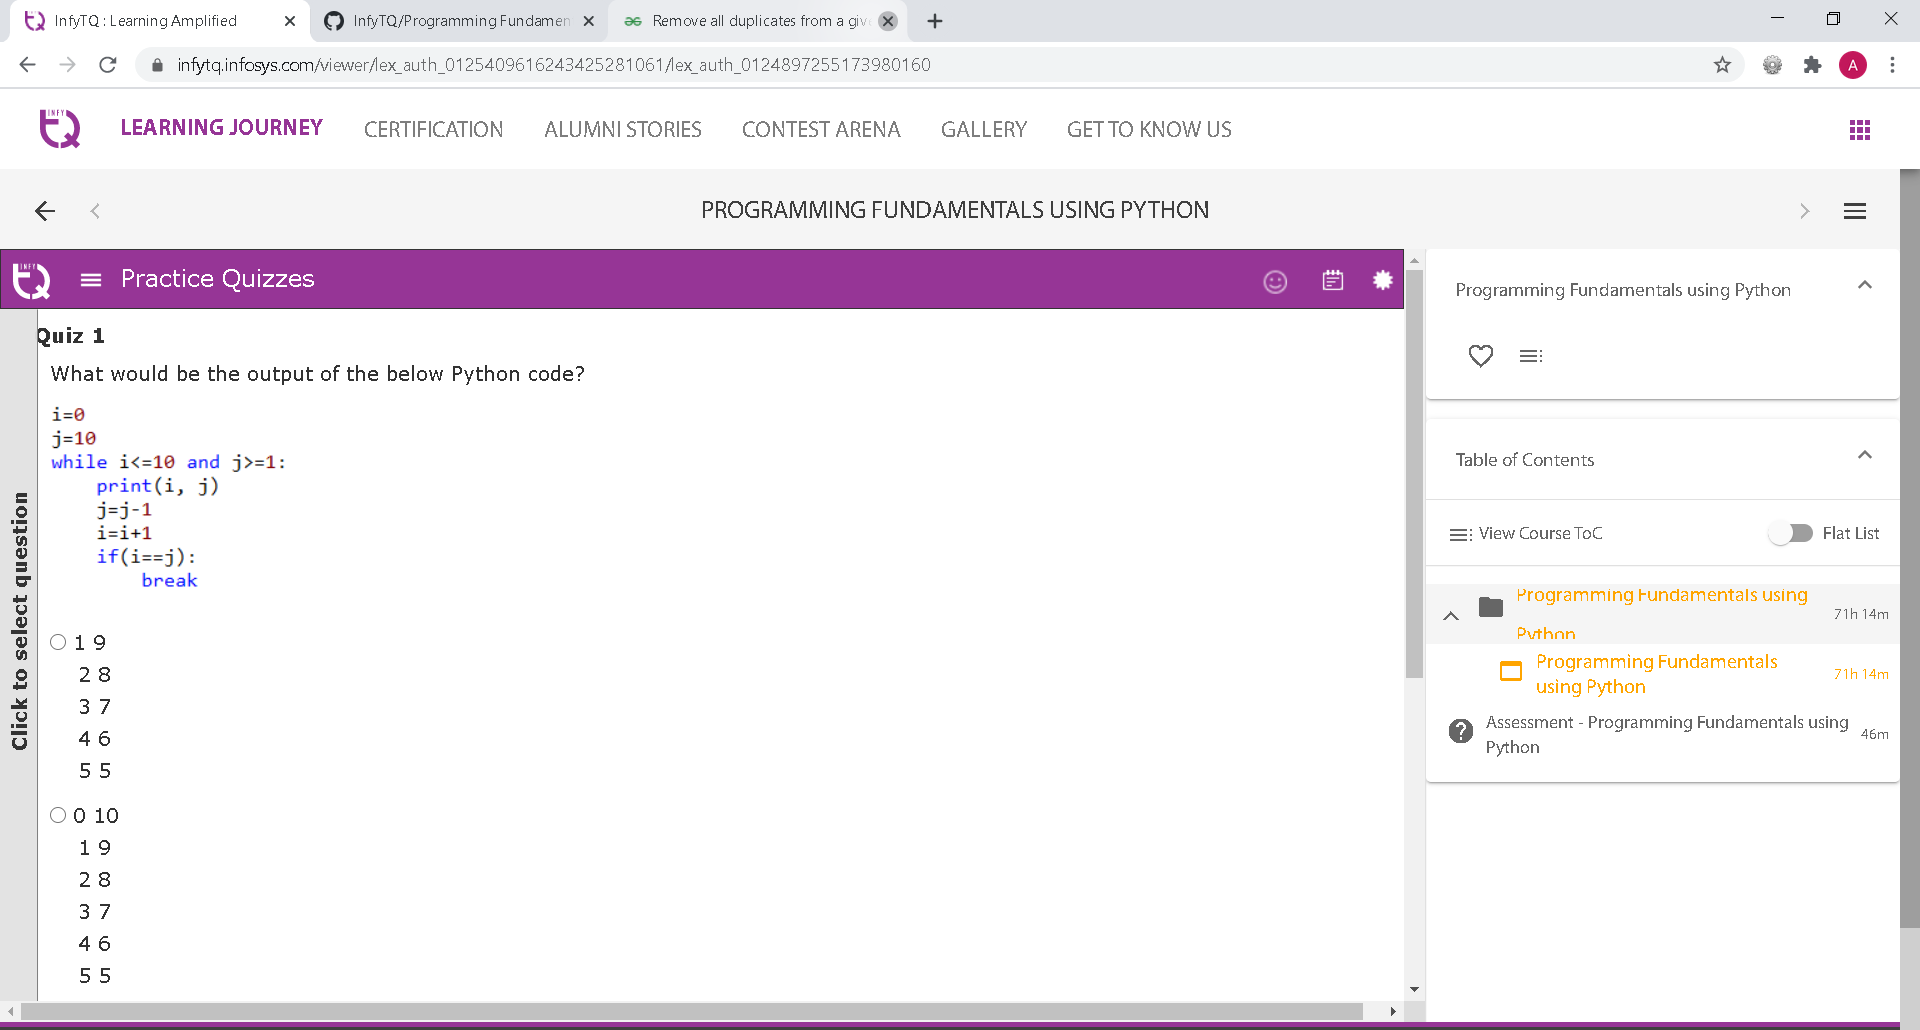 InfyTQ : Learning Amplified
InfyTQ/Programming Fundamen
Remove all duplicates from a giv
infytq.infosys.com/viewer/lex_auth_0125409616243425281061/lex_auth_0124897255173980160
A
INFY
TQ
LEARNING JOURNEY
CERTIFICATION
ALUMNI STORIES
CONTEST ARENA
GALLERY
GET TO KNOW US
PROGRAMMING FUNDAMENTALS USING PYTHON
INFY
TQ
Practice Quizzes
Click to select question
Quiz 1
What would be the output of the below Python code?
i=0
j=10
while i<=10 and j>=1:
    print(i, j)
    j=j-1
    i=i+1
    if(i==j):
        break
1 9
2 8
3 7
4 6
5 5
0 10
1 9
2 8
3 7
4 6
5 5
Programming Fundamentals using Python
Table of Contents
View Course ToC
Flat List
Programming Fundamentals using
Python
71h 14m
Programming Fundamentals
using Python
71h 14m
Assessment - Programming Fundamentals using
Python
46m